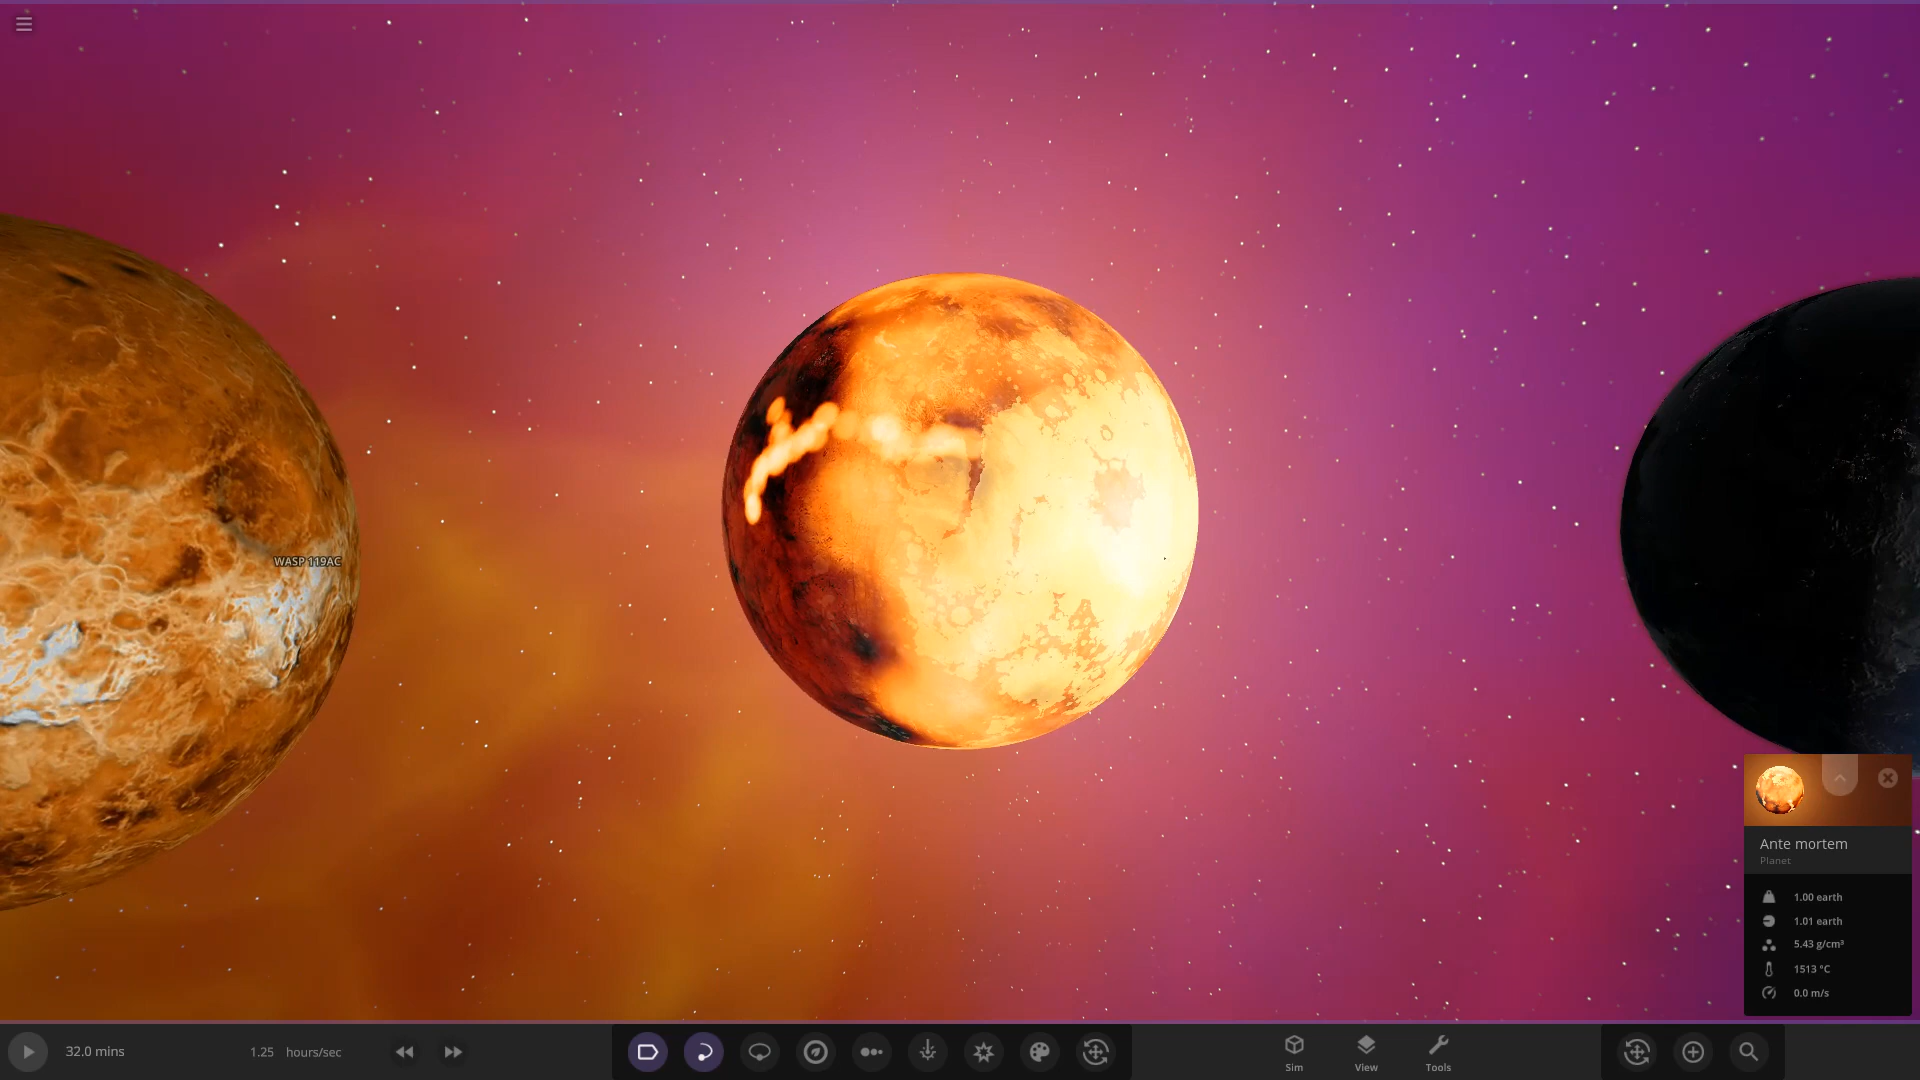 WASP 119AC
Ante mortem
Planet
1.00 earth
1.01 earth
5.43 g/cm³
1513 °C
0.0 m/s
32.0 mins
1.25 hours/sec
Sim
View
Tools